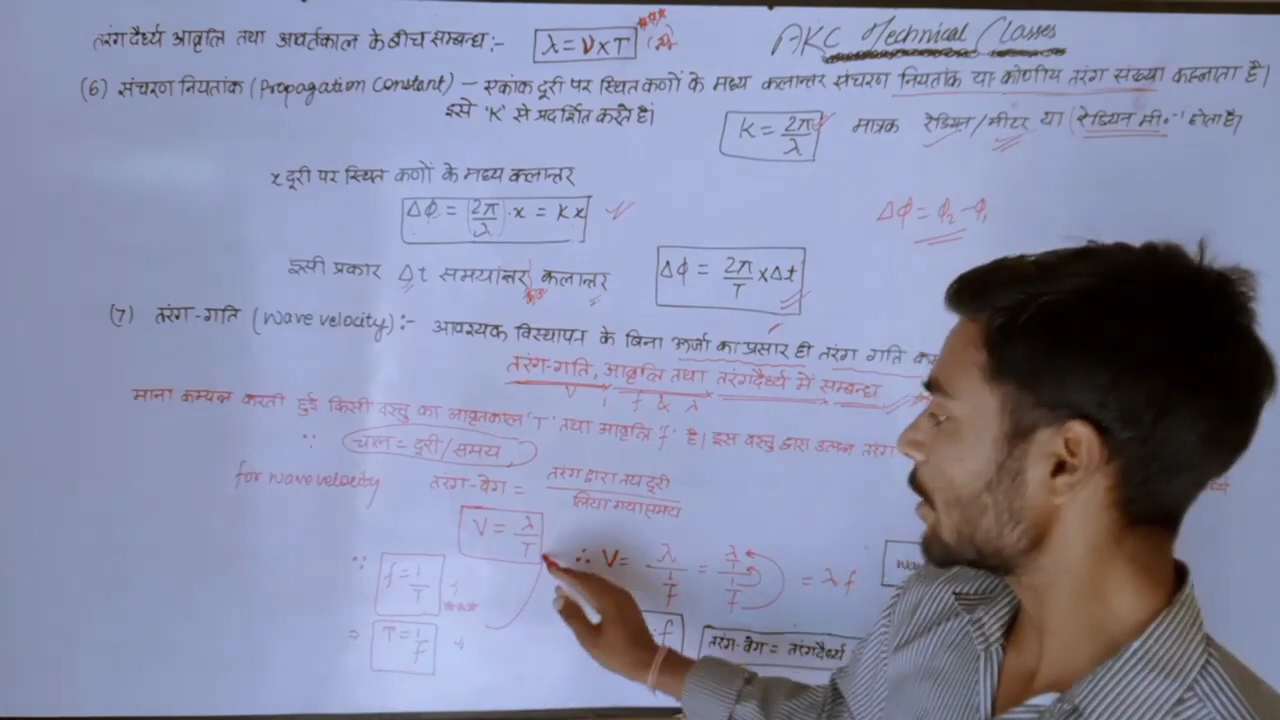 तरंगदैर्ध्य आवृत्ति तथा आवर्तकाल के बीच सम्बन्ध :- λ = V×T
AKC Technical Classes
(6) संचरण नियतांक (Propagation Constant) – एकांक दूरी पर स्थित कणों के मध्य कलान्तर संचरण नियतांक या कोणीय तरंग संख्या कहलाता है।
इसे 'K' से प्रदर्शित करते है। K = 2π/λ मात्रक रेडियन/मीटर या (रेडियन मी०⁻¹ होता है)
x दूरी पर स्थित कणों के मध्य कलान्तर
Δϕ = (2π/λ)·x = Kx Δϕ = ϕ₂-ϕ₁
इसी प्रकार Δt समयान्तर कलान्तर Δϕ = 2π/T ×Δt
(7) तरंग-गति (wave velocity) :- आवश्यक विस्थापन के बिना ऊर्जा का प्रसार ही तरंग गति
तरंग-गति, आवृत्ति तथा तरंगदैर्ध्य में सम्बन्ध
V, f & λ
माना कम्पन करती हुई किसी वस्तु का आवृतकाल 'T' तथा आवृत्ति 'f' है। इस वस्तु द्वारा उत्पन्न तरंग
∵ चाल = दूरी/समय
for wave velocity तरंग-वेग = तरंग द्वारा तय दूरी / लिया गया समय
V = λ/T
∵ f = 1/T ∴ V = λ/(1/f) = (λ/1)/(1/f) = λf
⇒ T = 1/f f तरंग-वेग = तरंगदैर्ध्य